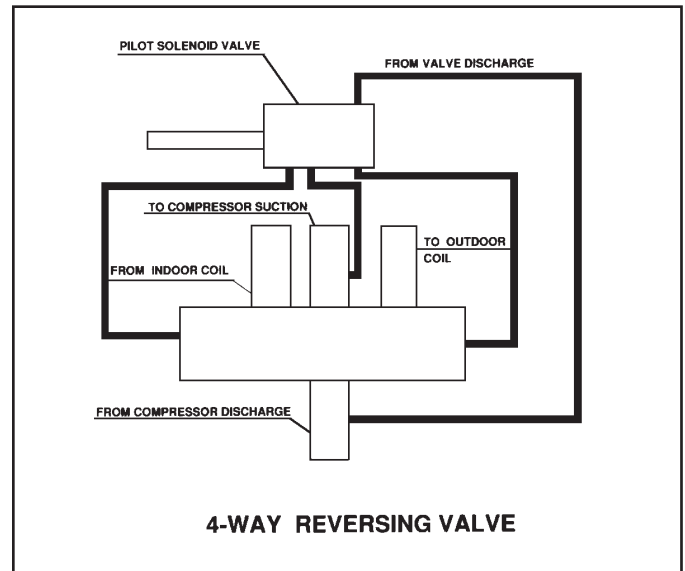 PILOT SOLENOID VALVE
FROM VALVE DISCHARGE
TO COMPRESSOR SUCTION
TO OUTDOOR
COIL
FROM INDOOR COIL
FROM COMPRESSOR DISCHARGE
4-WAY REVERSING VALVE